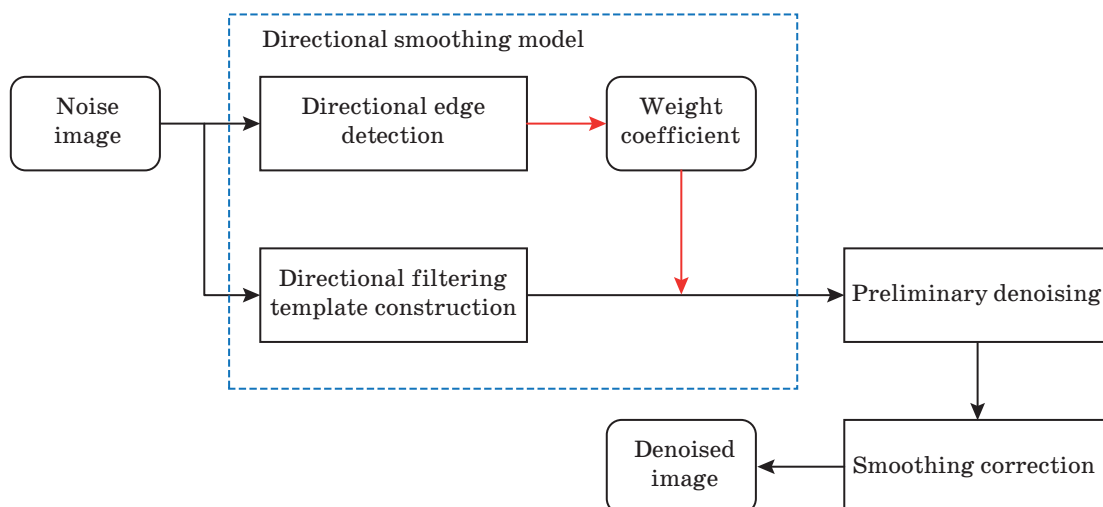 Directional smoothing model
Noise
image
Directional edge
detection
Weight
coefficient
Directional filtering
template construction
Preliminary denoising
Denoised
image
Smoothing correction